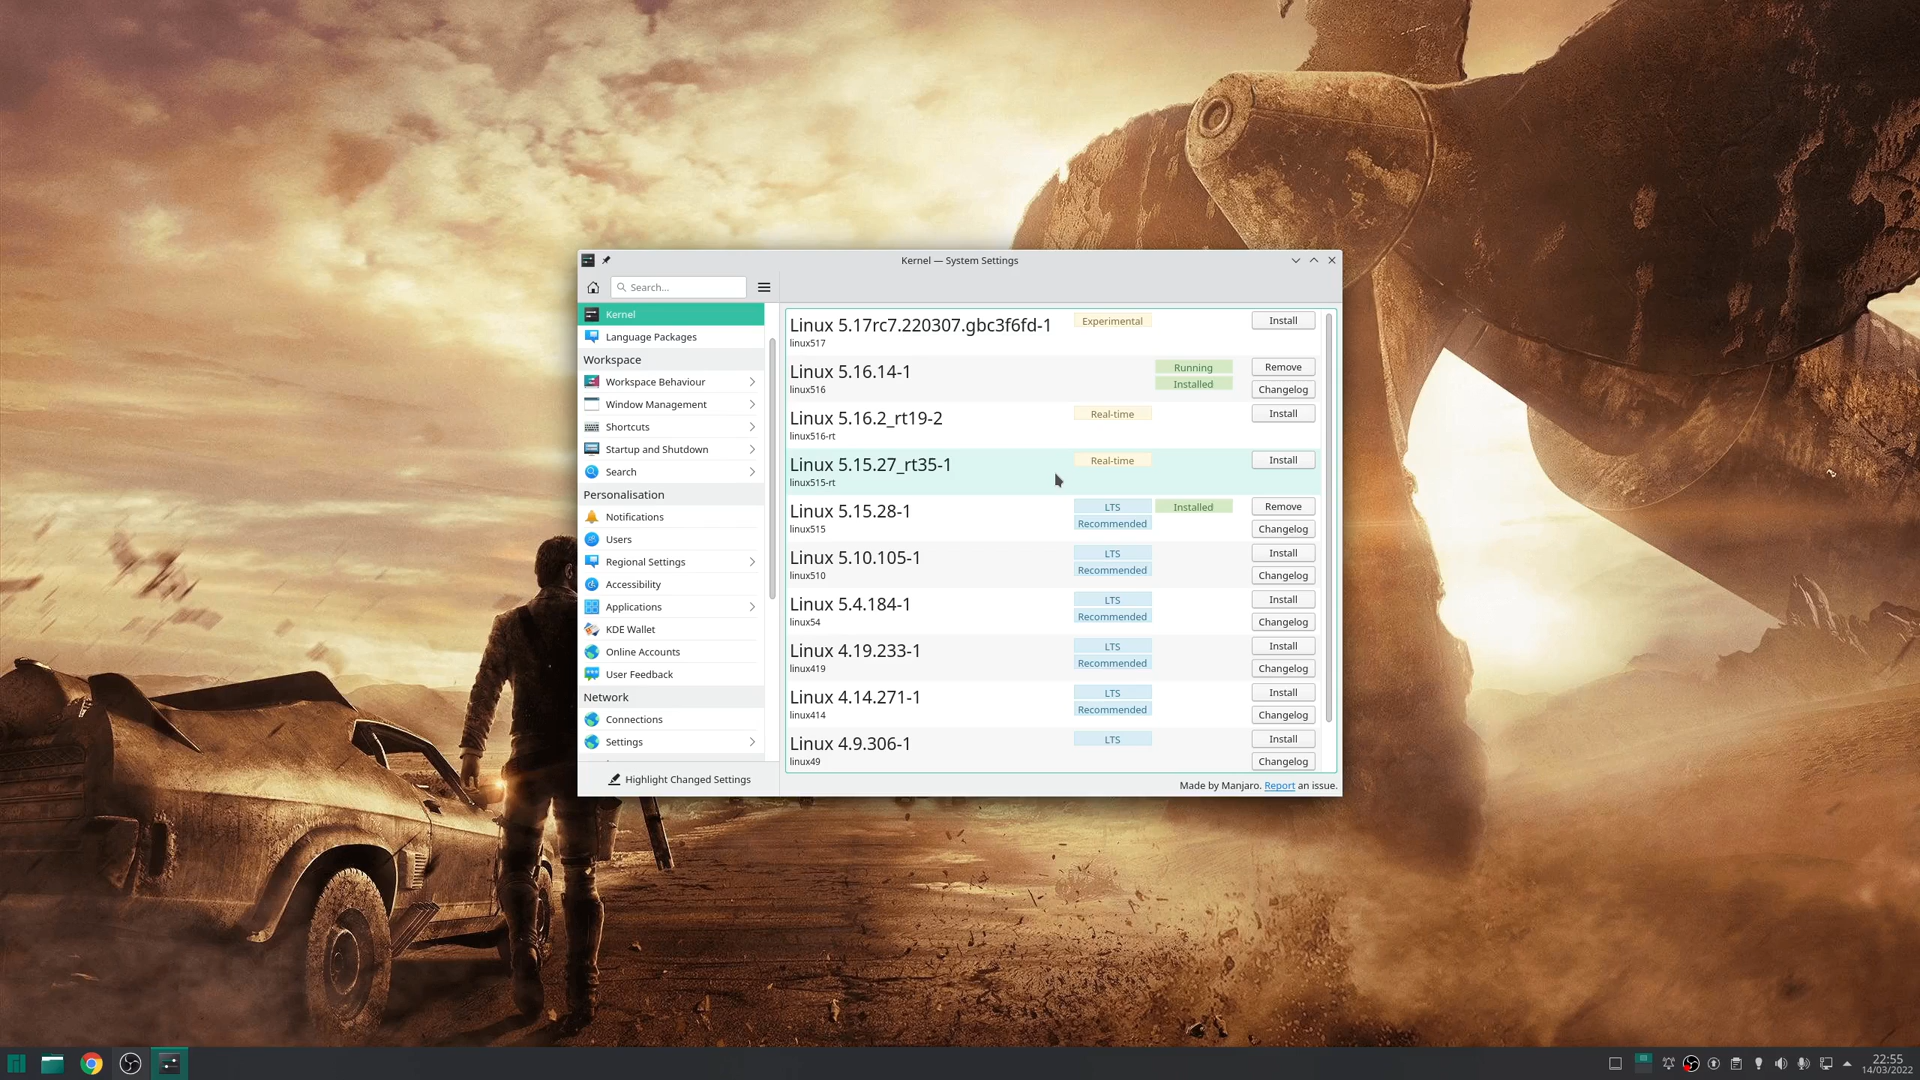 Kernel — System Settings
Search...
Kernel
Language Packages
Workspace
Workspace Behaviour
Window Management
Shortcuts
Startup and Shutdown
Search
Personalisation
Notifications
Users
Regional Settings
Accessibility
Applications
KDE Wallet
Online Accounts
User Feedback
Network
Connections
Settings
Highlight Changed Settings
Linux 5.17rc7.220307.gbc3f6fd-1
linux517
Experimental
Install
Linux 5.16.14-1
linux516
Running
Installed
Remove
Changelog
Linux 5.16.2_rt19-2
linux516-rt
Real-time
Install
Linux 5.15.27_rt35-1
linux515-rt
Real-time
Install
Linux 5.15.28-1
linux515
LTS
Recommended
Installed
Remove
Changelog
Linux 5.10.105-1
linux510
LTS
Recommended
Install
Changelog
Linux 5.4.184-1
linux54
LTS
Recommended
Install
Changelog
Linux 4.19.233-1
linux419
LTS
Recommended
Install
Changelog
Linux 4.14.271-1
linux414
LTS
Recommended
Install
Changelog
Linux 4.9.306-1
linux49
LTS
Install
Changelog
Made by Manjaro. Report an issue.
22:55
14/03/2022